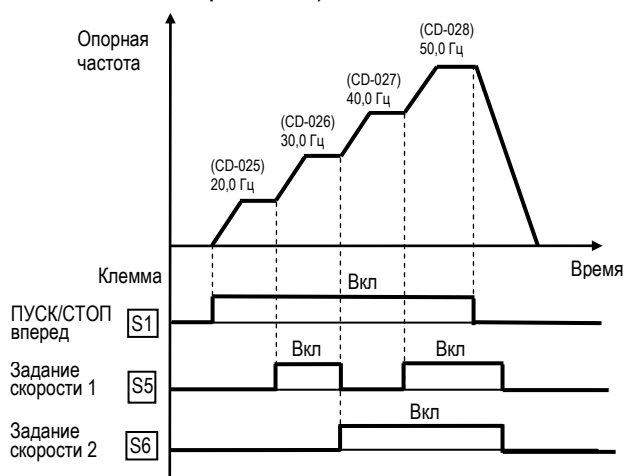 Опорная
частота
(CD-028)
50,0 Гц
(CD-027)
40,0 Гц
(CD-026)
30,0 Гц
(CD-025)
20,0 Гц
Время
Клемма
Вкл
ПУСК/СТОП
вперед
S1
Вкл
Вкл
Задание
скорости 1
S5
Вкл
Задание
скорости 2
S6